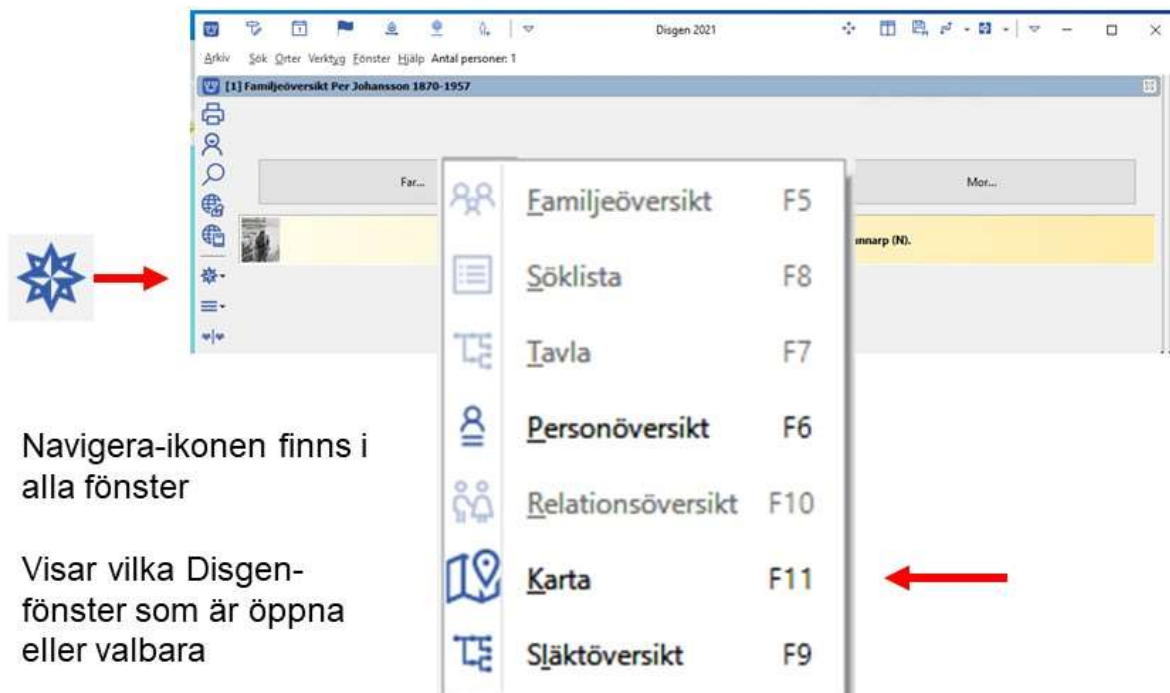 Disgen 2021
Arkiv Sök Orter Verktyg Fönster Hjälp Antal personer: 1
[1] Familjeöversikt Per Johansson 1870-1957
Far...
Mor...
(N).
Familjeöversikt F5
Söklista F8
Tavla F7
Personöversikt F6
Relationsöversikt F10
Karta F11
Släktöversikt F9
Navigera-ikonen finns i
alla fönster
Visar vilka Disgen-
fönster som är öppna
eller valbara